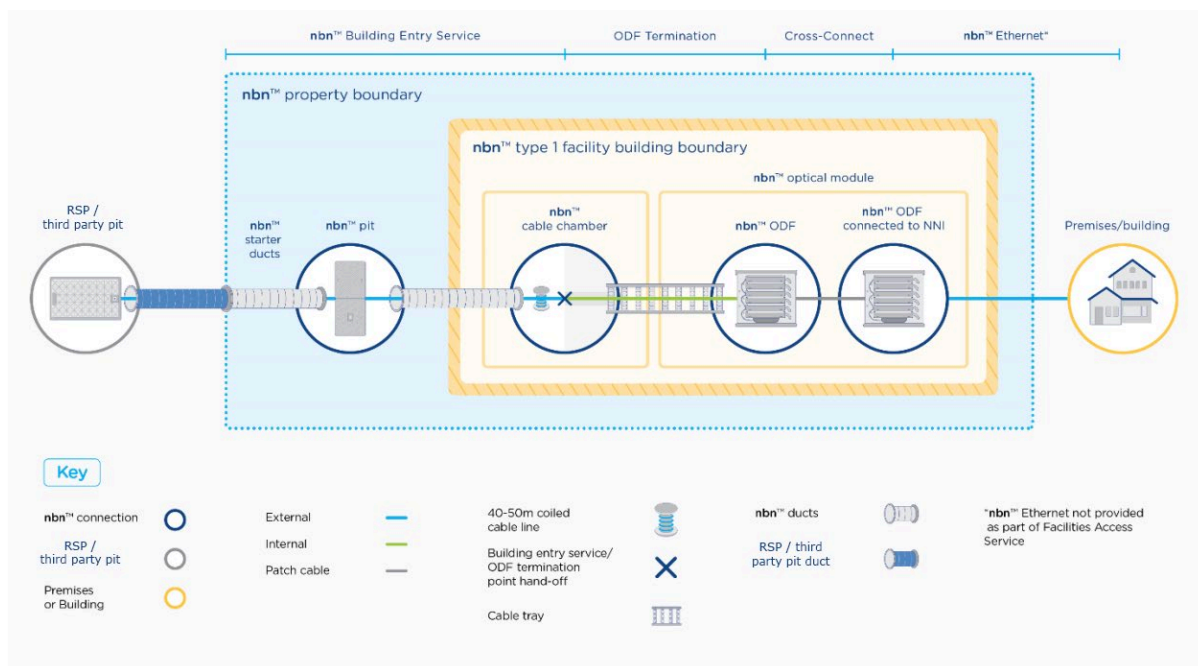 nbn™ Building Entry Service
ODF Termination
Cross-Connect
nbn™ Ethernet*
nbn™ property boundary
nbn™ type 1 facility building boundary
nbn™ optical module
RSP /
third party pit
nbn™
starter
ducts
nbn™ pit
nbn™
cable chamber
nbn™ ODF
nbn™ ODF
connected to NNI
Premises/building
Key
nbn™ connection
RSP /
third party pit
Premises
or Building
External
Internal
Patch cable
40-50m coiled
cable line
Building entry service/
ODF termination
point hand-off
Cable tray
nbn™ ducts
RSP / third
party pit duct
*nbn™ Ethernet not provided
as part of Facilities Access
Service